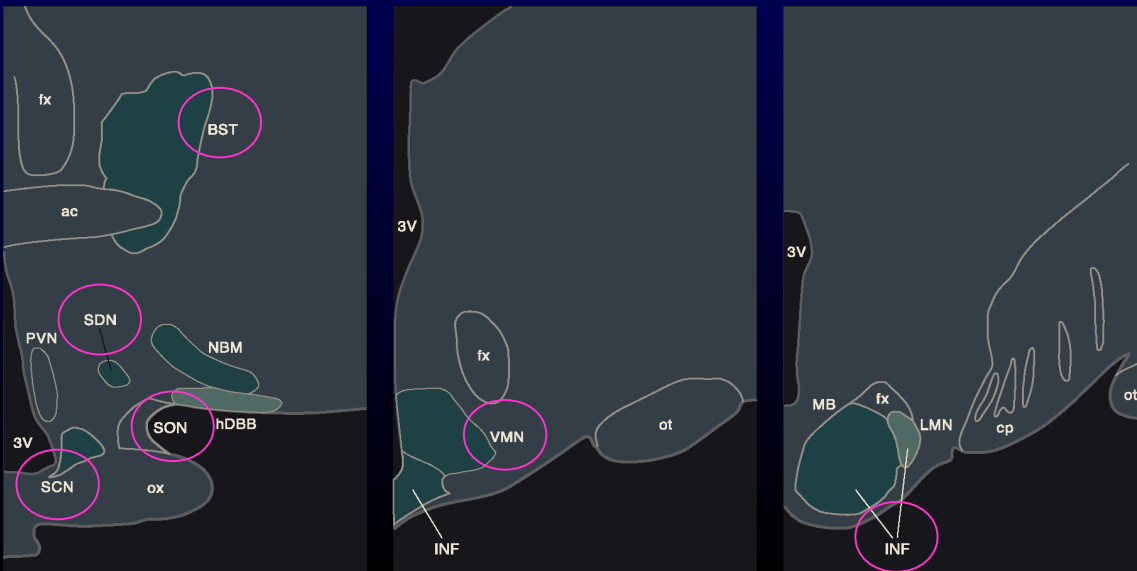 fx
BST
ac
SDN
PVN
NBM
SON
hDBB
3V
SCN
ox
3V
fx
VMN
ot
INF
3V
MB
fx
LMN
cp
ot
INF